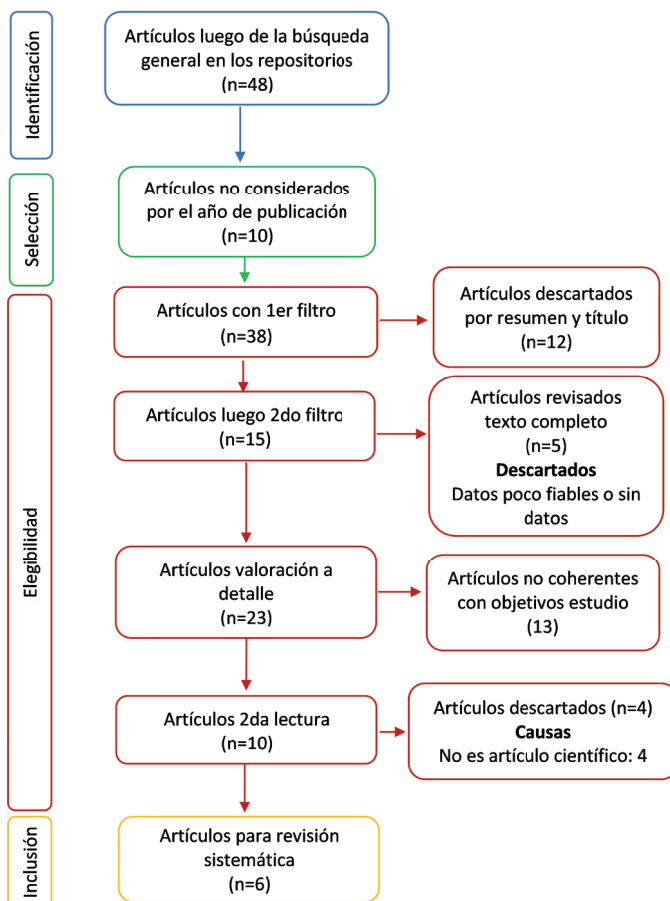 Identificación
Artículos luego de la búsqueda
general en los repositorios
(n=48)
Selección
Artículos no considerados
por el año de publicación
(n=10)
Elegibilidad
Artículos con 1er filtro
(n=38)
Artículos descartados
por resumen y título
(n=12)
Artículos luego 2do filtro
(n=15)
Artículos revisados
texto completo
(n=5)
Descartados
Datos poco fiables o sin
datos
Artículos valoración a
detalle
(n=23)
Artículos no coherentes
con objetivos estudio
(13)
Artículos 2da lectura
(n=10)
Artículos descartados (n=4)
Causas
No es artículo científico: 4
Inclusión
Artículos para revisión
sistemática
(n=6)